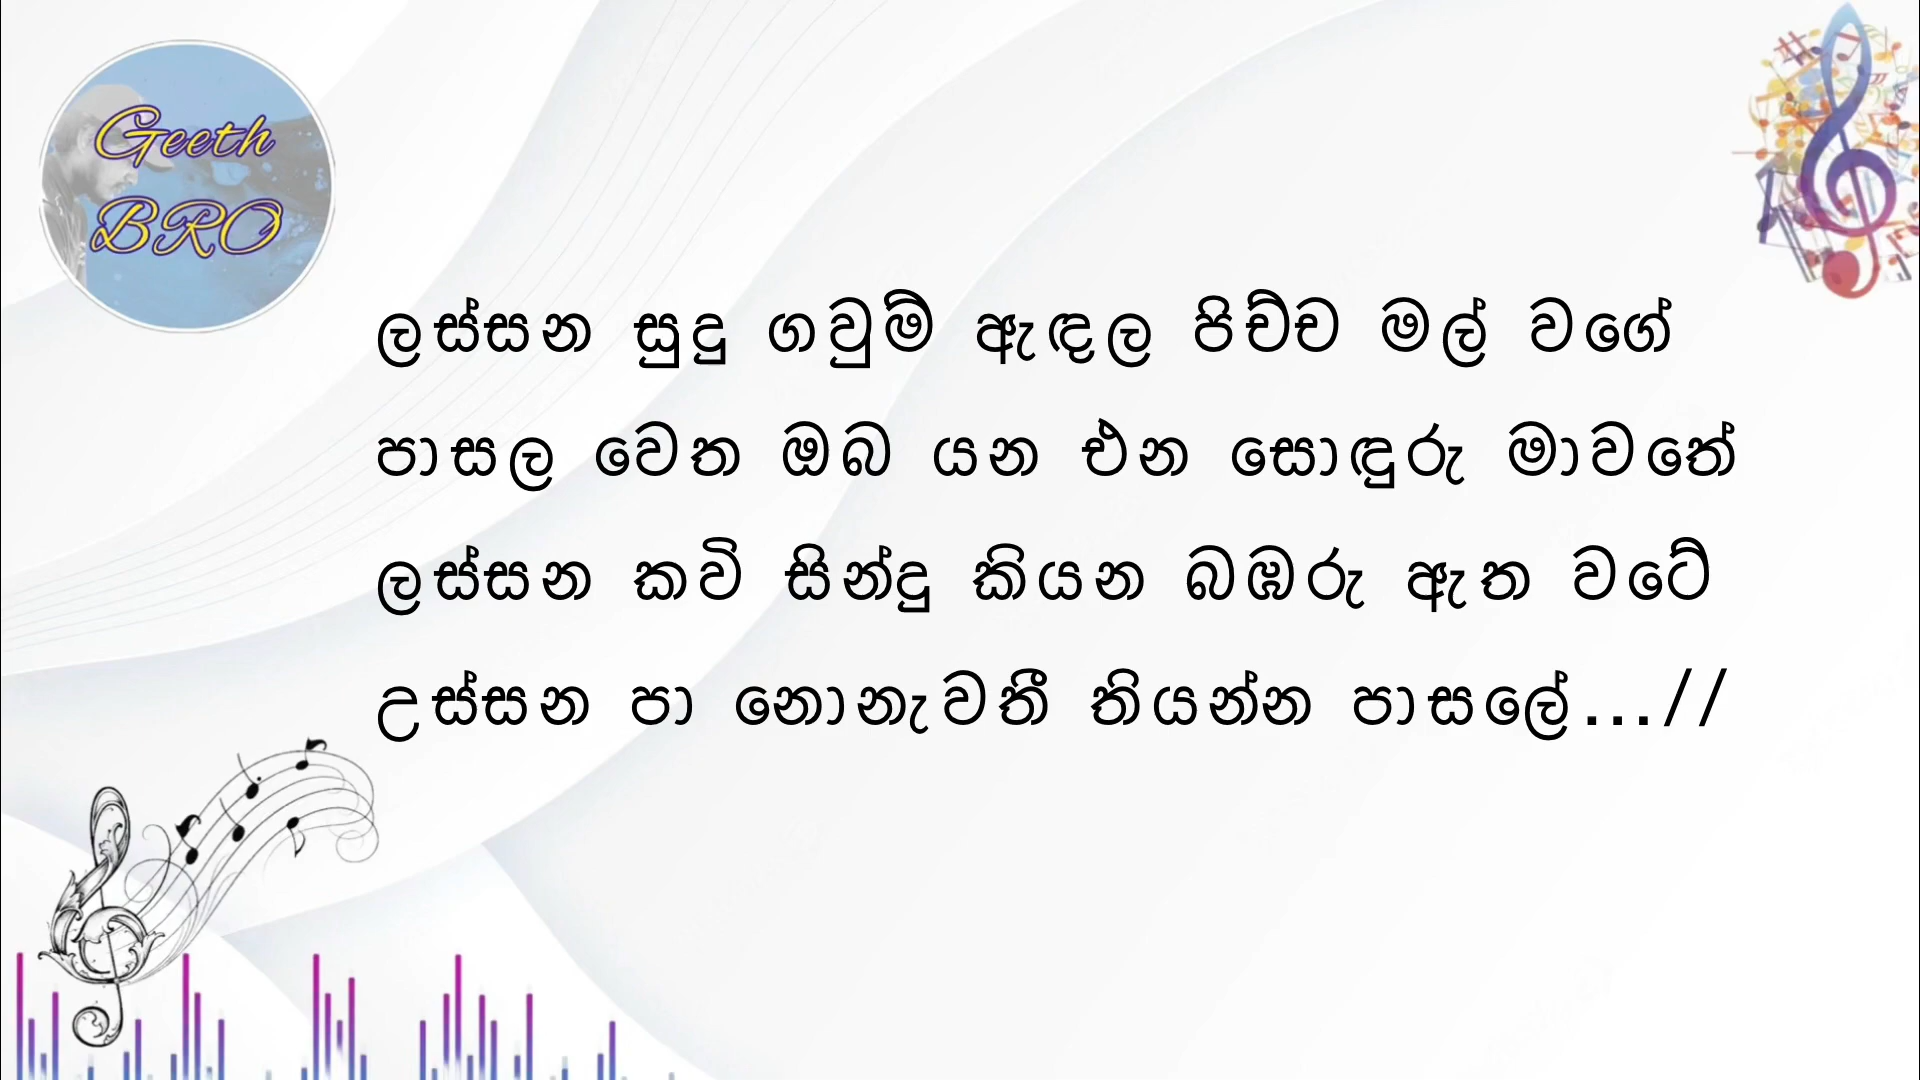 Geeth
BRO
ලස්සන සුදු ගවුම් ඇඳල පිච්ච මල් වගේ
පාසල වෙත ඔබ යන එන සොඳුරු මාවතේ
ලස්සන කවි සින්දු කියන බඹරු ඇත වටේ
උස්සන පා නොනැවතී තියන්න පාසලේ...//